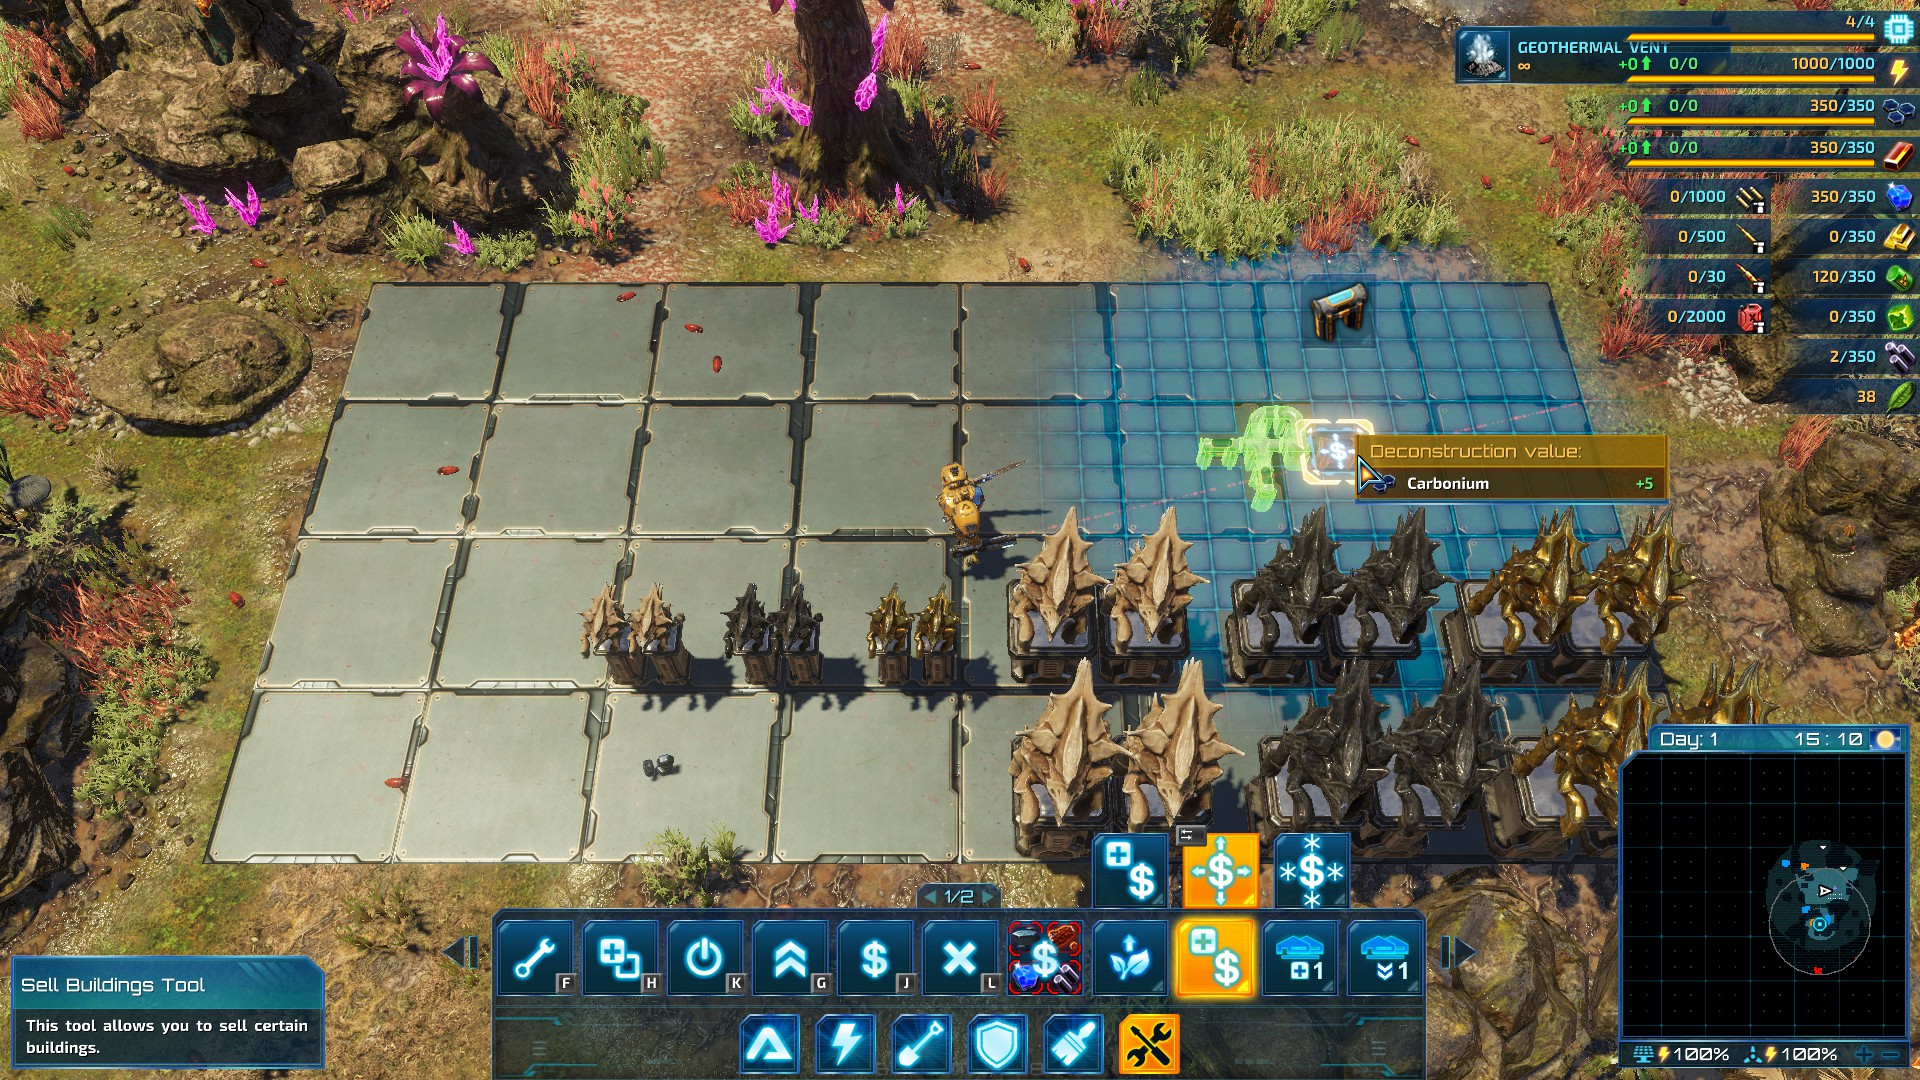 4/4
GEOTHERMAL VENT
∞
+0 0/0 1000/1000
+0 0/0 350/350
+0 0/0 350/350
0/1000 350/350
0/500 0/350
0/30 120/350
0/2000 0/350
2/350
38
Deconstruction value:
Carbonium +5
Day: 1 15:10
1/2
$
$
$
F
H
K
G
$ J
L
$
$
1
1
Sell Buildings Tool
This tool allows you to sell certain
buildings.
100% 100%